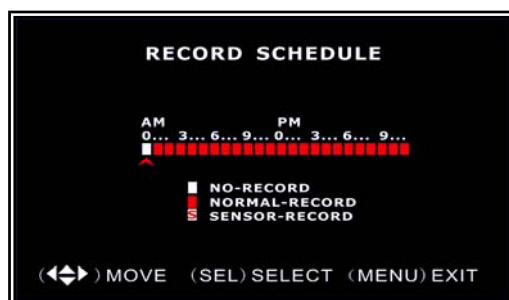 RECORD SCHEDULE
AM PM
0... 3... 6... 9... 0... 3... 6... 9...
NO-RECORD
NORMAL-RECORD
S SENSOR-RECORD
( ) MOVE (SEL) SELECT (MENU) EXIT